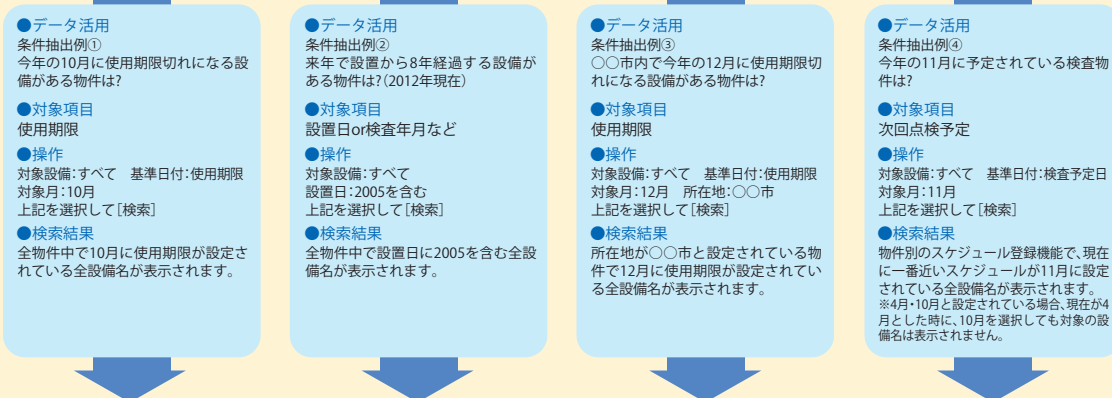 ●データ活用
条件抽出例①
今年の10月に使用期限切れになる設
備がある物件は?
●対象項目
使用期限
●操作
対象設備:すべて　基準日付:使用期限
対象月:10月
上記を選択して[検索]
●検索結果
全物件中で10月に使用期限が設定さ
れている全設備名が表示されます。
●データ活用
条件抽出例②
来年で設置から8年経過する設備が
ある物件は?(2012年現在)
●対象項目
設置日or検査年月など
●操作
対象設備:すべて
設置日:2005を含む
上記を選択して[検索]
●検索結果
全物件中で設置日に2005を含む全設
備名が表示されます。
●データ活用
条件抽出例③
○○市内で今年の12月に使用期限切
れになる設備がある物件は?
●対象項目
使用期限
●操作
対象設備:すべて　基準日付:使用期限
対象月:12月　所在地:○○市
上記を選択して[検索]
●検索結果
所在地が○○市と設定されている物
件で12月に使用期限が設定されてい
る全設備名が表示されます。
●データ活用
条件抽出例④
今年の11月に予定されている検査物
件は?
●対象項目
次回点検予定
●操作
対象設備:すべて　基準日付:検査予定日
対象月:11月
上記を選択して[検索]
●検索結果
物件別のスケジュール登録機能で、現在
に一番近いスケジュールが11月に設定
されている全設備名が表示されます。
※4月・10月と設定されている場合、現在が4
月とした時に、10月を選択しても対象の設
備名は表示されません。